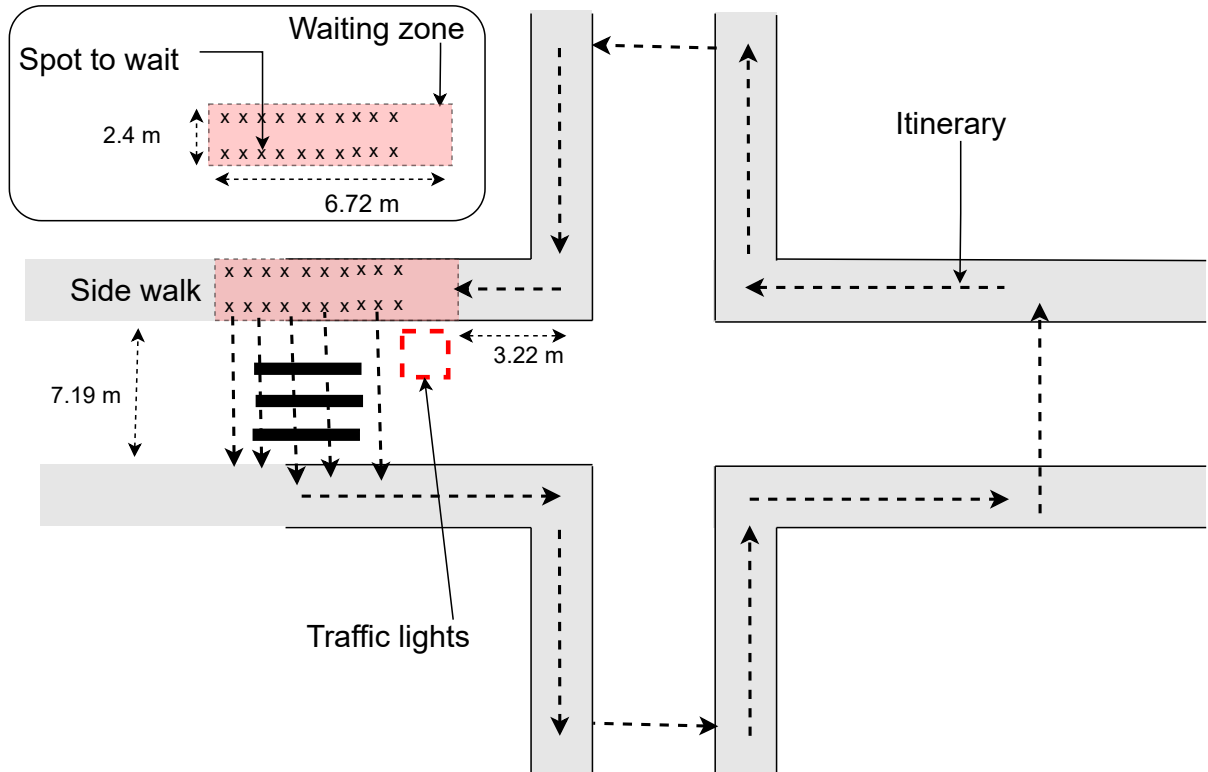 Waiting zone
Spot to wait
x x x x x x x x x x
2.4 m
x x x x x x x x x x
6.72 m
Itinerary
x x x x x x x x x x
Side walk
x x x x x x x x x x
3.22 m
7.19 m
Traffic lights